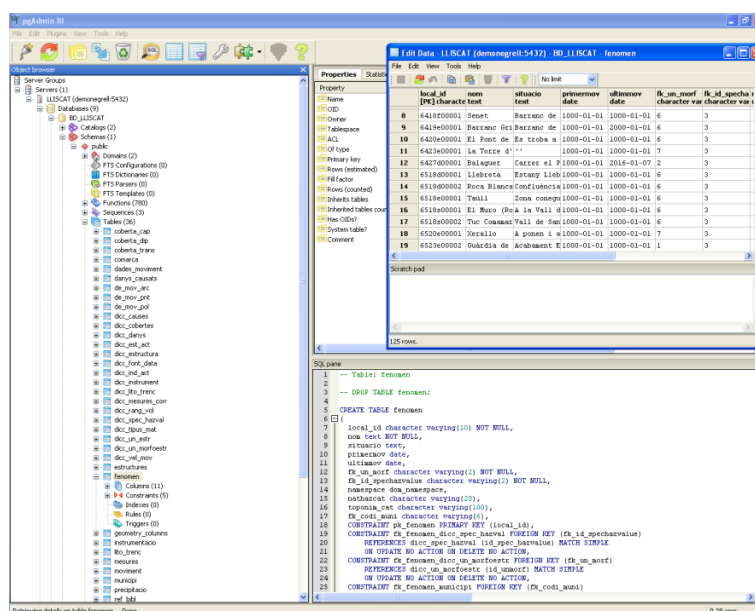 pgAdmin III
File Edit Plugins View Tools Help
Object browser
Server Groups
Servers (1)
LLISCAT (demonegrell:5432)
Databases (9)
BD_LLISCAT
Catalogs (2)
Schemas (1)
public
Domains (2)
FTS Configurations (0)
FTS Dictionaries (0)
FTS Parsers (0)
FTS Templates (0)
Functions (780)
Sequences (3)
Tables (36)
coberta_cap
coberta_dip
coberta_trans
comarca
dades_moviment
danys_causats
de_mov_arc
de_mov_pnt
de_mov_pol
dicc_causes
dicc_cobertes
dicc_danys
dicc_est_act
dicc_estructura
dicc_font_data
dicc_ind_act
dicc_instrument
dicc_lito_trenc
dicc_mesures_corr
dicc_rang_vol
dicc_spec_hazval
dicc_tipus_mat
dicc_un_estr
dicc_un_morfoestr
dicc_vel_mov
estructures
fenomen
Columns (11)
Constraints (5)
Indexes (0)
Rules (0)
Triggers (0)
geometry_columns
instrumentacio
lito_trenc
mesures
moviment
municipi
precipitacio
ref_bibl
Retrieving details on table fenomen... Done.
0.28 secs
Properties Statisti
Property
Name
OID
Owner
Tablespace
ACL
Of type
Primary key
Rows (estimated)
Fill factor
Rows (counted)
Inherits tables
Inherited tables coun
Has OIDs?
System table?
Comment
Edit Data - LLISCAT (demonegrell:5432) - BD_LLISCAT - fenomen
File Edit View Tools Help
No limit
local_id nom situacio primermov ultimmov fk_un_morf fk_id_specha
[PK] characte text text date date character var character var
8 6418f00001 Senet Barranc de 1000-01-01 1000-01-01 6 3
9 6419e00001 Barranc Gri Barranc de 1000-01-01 2000-01-01 6 3
10 6420e00001 El Pont de Es troba a 1000-01-01 1000-01-01 6 3
11 6423e00001 La Torre d' '' 1000-01-01 1000-01-01 7 3
12 6427d00001 Balaguer Carrer el P 1000-01-01 2016-01-07 2 3
13 6518d00001 Llebreta Estany Lleb 1000-01-01 1000-01-01 6 3
14 6518d00002 Roca Blanca Confluència 1000-01-01 1000-01-01 6 3
15 6518e00001 Taüll Zona conegu 1000-01-01 1000-01-01 6 3
16 6518s00001 El Muro (Ro A la Vall d 1000-01-01 1000-01-01 6 3
17 6518s00002 Tuc Comamar Vall de San 1000-01-01 1000-01-01 6 3
18 6520e00001 Xerallo A ponen i a 1000-01-01 1000-01-01 7 3
19 6523e00002 Guàrdia de Acabament E 1000-01-01 1000-01-01 1 3
Scratch pad
125 rows.
SQL pane
1 -- Table: fenomen
2
3 -- DROP TABLE fenomen;
4
5 CREATE TABLE fenomen
6 (
7 local_id character varying(10) NOT NULL,
8 nom text NOT NULL,
9 situacio text,
10 primermov date,
11 ultimmov date,
12 fk_un_morf character varying(2) NOT NULL,
13 fk_id_spechazvalue character varying(2) NOT NULL,
14 namespace dom_namespace,
15 nathazcat character varying(20),
16 toponia_cat character varying(100),
17 fk_codi_muni character varying(6),
18 CONSTRAINT pk_fenomen PRIMARY KEY (local_id),
19 CONSTRAINT fk_fenomen_dicc_spec_hazval FOREIGN KEY (fk_id_spechazvalue)
20 REFERENCES dicc_spec_hazval (id_spec_hazvalue) MATCH SIMPLE
21 ON UPDATE NO ACTION ON DELETE NO ACTION,
22 CONSTRAINT fk_fenomen_dicc_un_morfoestr FOREIGN KEY (fk_un_morf)
23 REFERENCES dicc_un_morfoestr (id_unmorf) MATCH SIMPLE
24 ON UPDATE NO ACTION ON DELETE NO ACTION,
25 CONSTRAINT fk_fenomen_municipi FOREIGN KEY (fk_codi_muni)